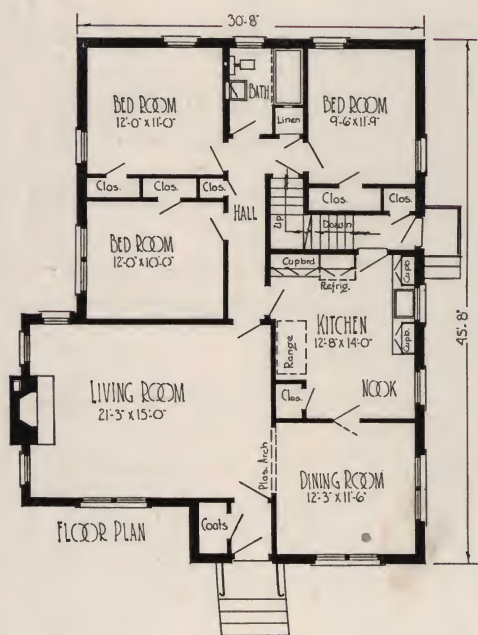 30'-8"
BED ROOM
12'-0" X 11'-0"
BATH
Linen
BED ROOM
9'-6" X 11'-9"
Clos.
Clos.
Clos.
Clos.
Clos.
HALL
Up
Down
BED ROOM
12'-0" X 10'-0"
Cupbrd.
Refrig.
Cupb.
KITCHEN
12'-8" X 14'-0"
Range
Cupb.
45'-8"
LIVING ROOM
21'-3" X 15'-0"
Clos.
NOOK
Plas. Arch
DINING ROOM
12'-3" X 11'-6"
FLOOR PLAN
Coats